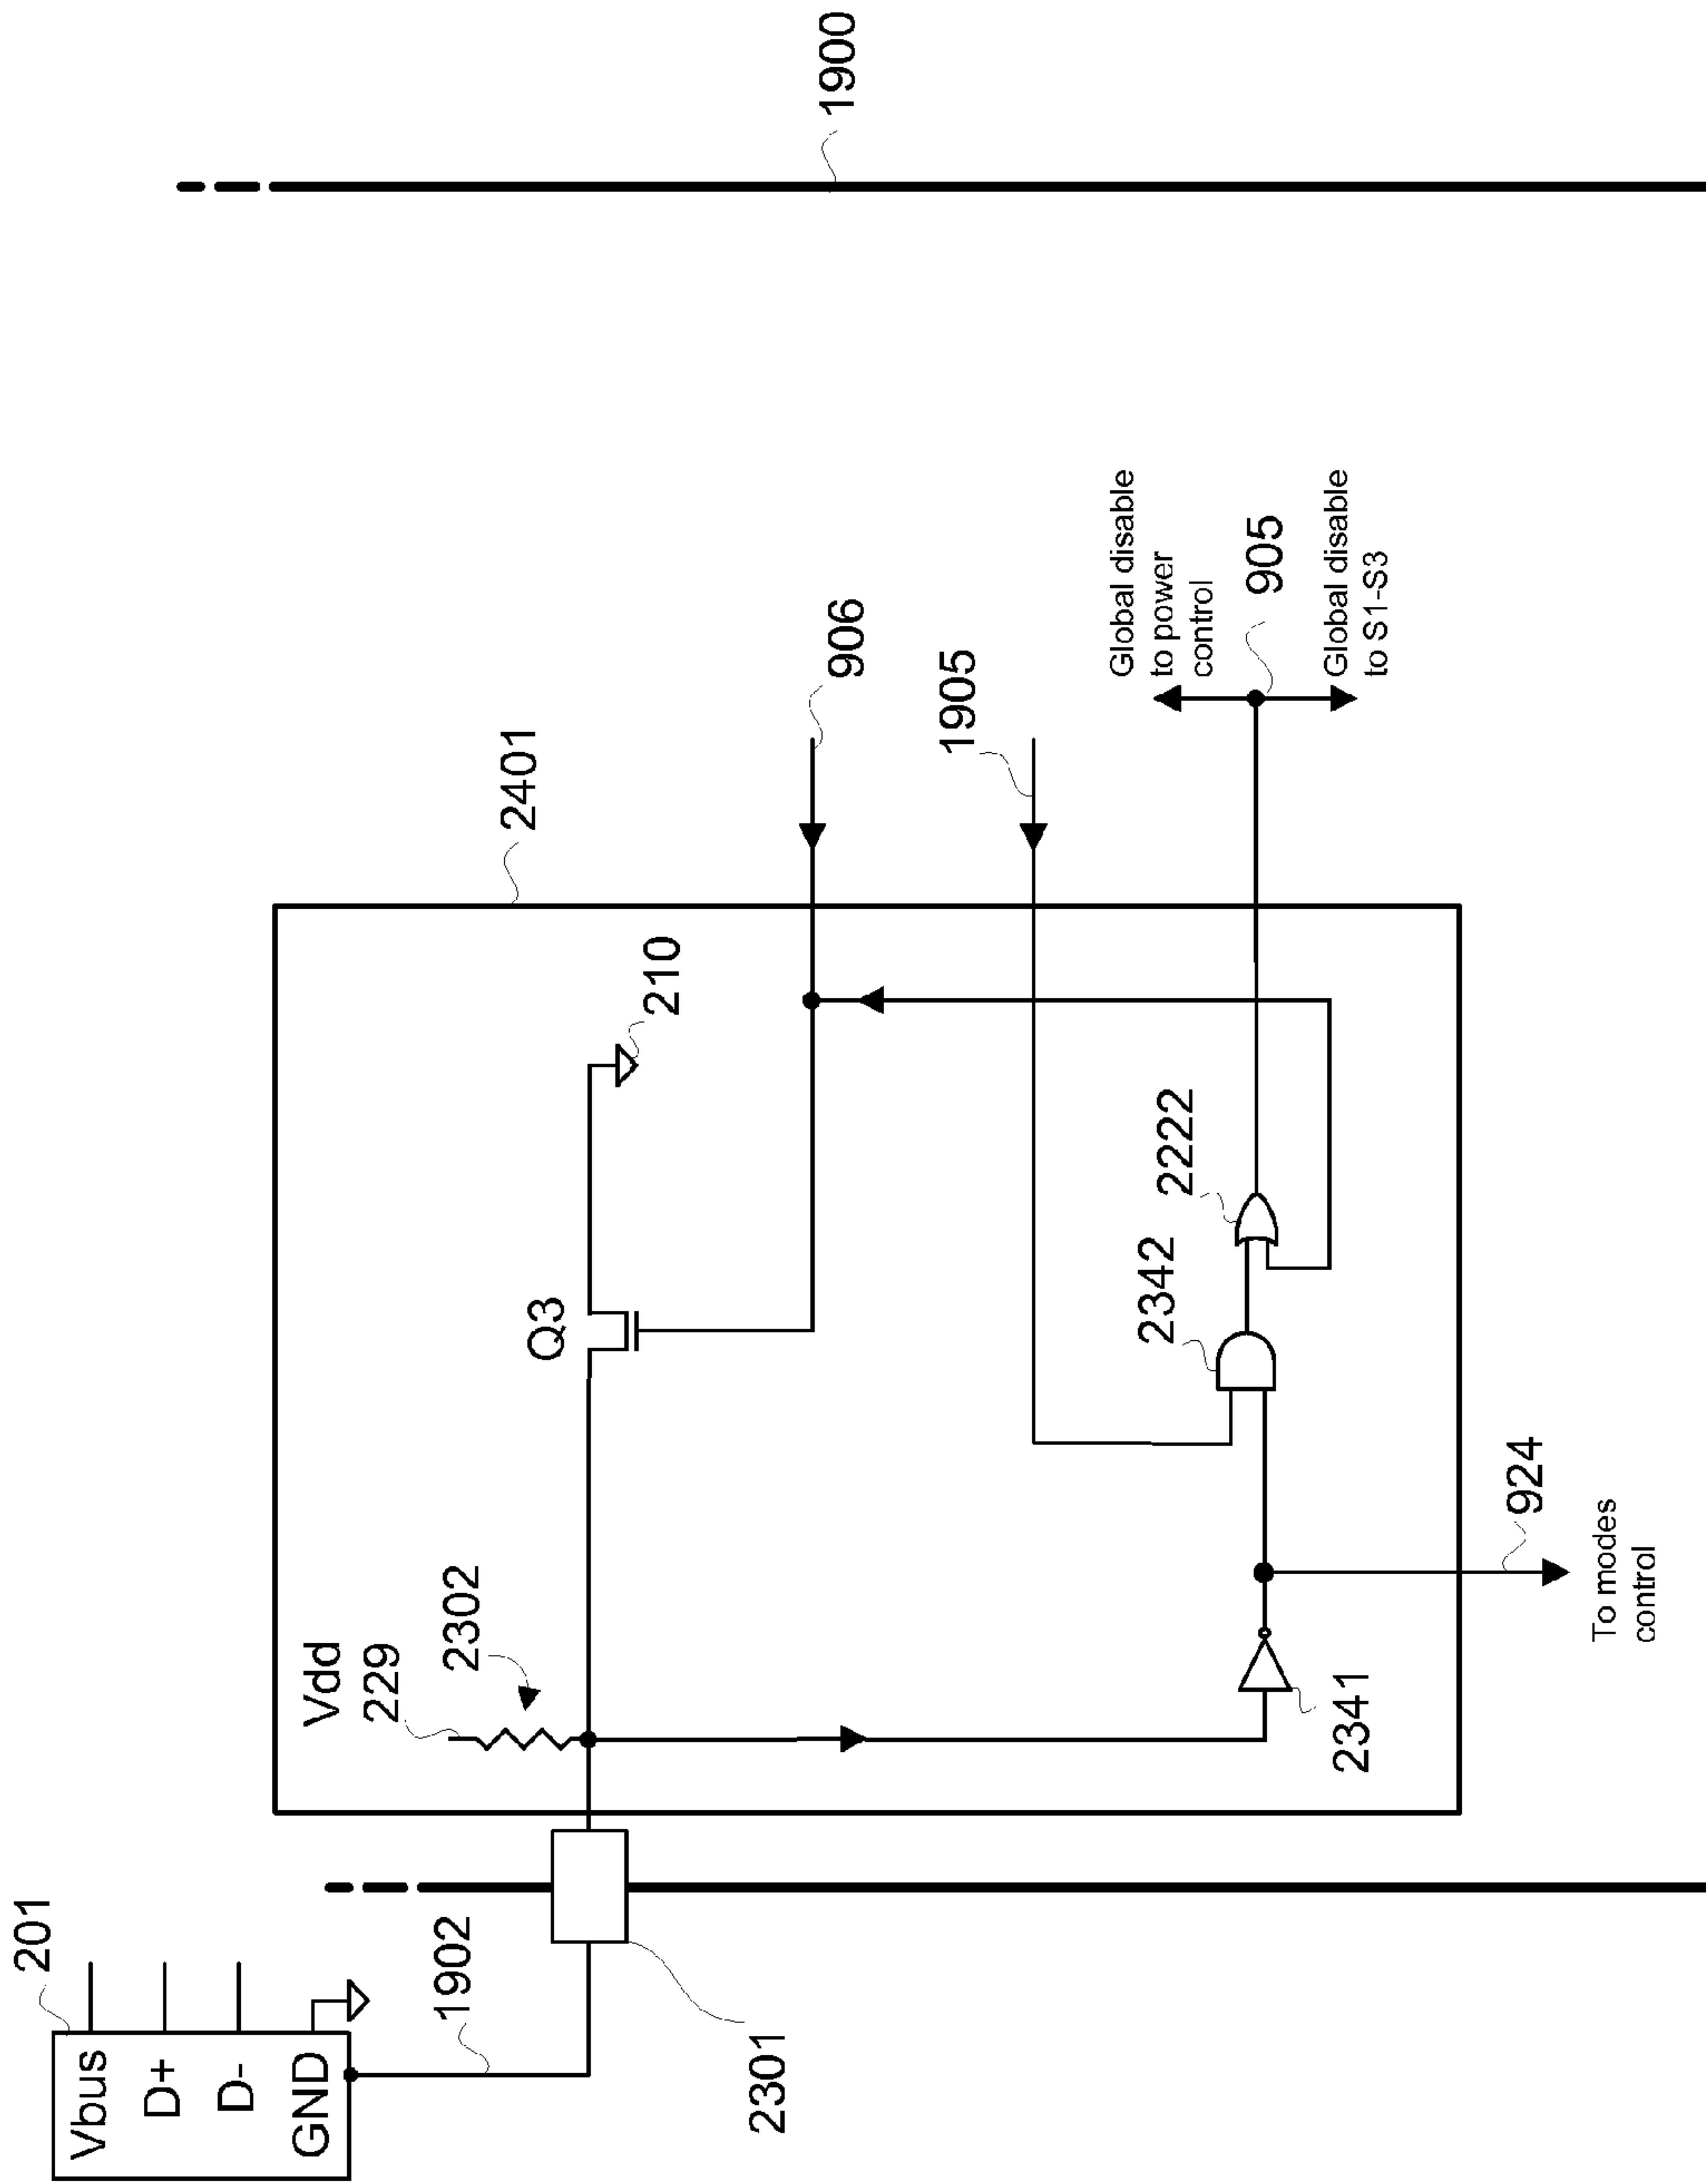 201
Vbus
D+
D-
GND
1902
2301
Vdd
229
2302
Q3
210
2401
906
1905
2342
2222
2341
924
To modes
control
Global disable
to power
control
905
Global disable
to S1-S3
1900